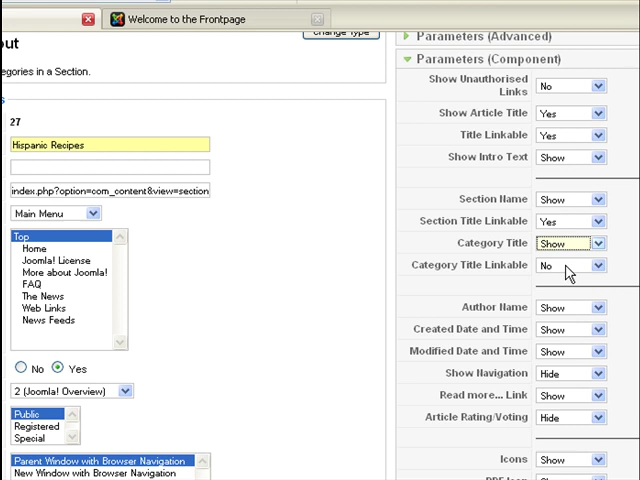 Welcome to the Frontpage
out
Change Type
egories in a Section.
27
Hispanic Recipes
index.php?option=com_content&view=section
Main Menu
Top
Home
Joomla! License
More about Joomla!
FAQ
The News
Web Links
News Feeds
No
Yes
2 (Joomla! Overview)
Public
Registered
Special
Parent Window with Browser Navigation
New Window with Browser Navigation
Parameters (Advanced)
Parameters (Component)
Show Unauthorised Links No
Show Article Title Yes
Title Linkable Yes
Show Intro Text Show
Section Name Show
Section Title Linkable Yes
Category Title Show
Category Title Linkable No
Author Name Show
Created Date and Time Show
Modified Date and Time Show
Show Navigation Hide
Read more... Link Show
Article Rating/Voting Hide
Icons Show